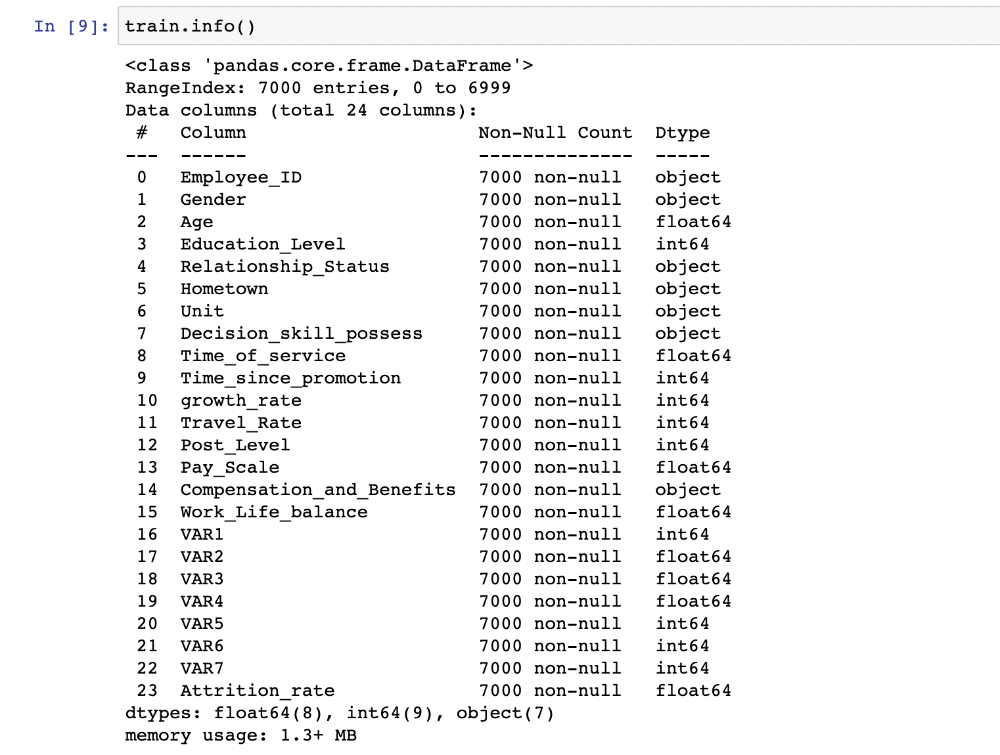 In [9]: train.info()
<class 'pandas.core.frame.DataFrame'>
RangeIndex: 7000 entries, 0 to 6999
Data columns (total 24 columns):
 #   Column                     Non-Null Count  Dtype
---  ------                     --------------  -----
 0   Employee_ID                7000 non-null   object
 1   Gender                     7000 non-null   object
 2   Age                        7000 non-null   float64
 3   Education_Level            7000 non-null   int64
 4   Relationship_Status        7000 non-null   object
 5   Hometown                   7000 non-null   object
 6   Unit                       7000 non-null   object
 7   Decision_skill_possess     7000 non-null   object
 8   Time_of_service            7000 non-null   float64
 9   Time_since_promotion       7000 non-null   int64
 10  growth_rate                7000 non-null   int64
 11  Travel_Rate                7000 non-null   int64
 12  Post_Level                 7000 non-null   int64
 13  Pay_Scale                  7000 non-null   float64
 14  Compensation_and_Benefits  7000 non-null   object
 15  Work_Life_balance          7000 non-null   float64
 16  VAR1                       7000 non-null   int64
 17  VAR2                       7000 non-null   float64
 18  VAR3                       7000 non-null   float64
 19  VAR4                       7000 non-null   float64
 20  VAR5                       7000 non-null   int64
 21  VAR6                       7000 non-null   int64
 22  VAR7                       7000 non-null   int64
 23  Attrition_rate             7000 non-null   float64
dtypes: float64(8), int64(9), object(7)
memory usage: 1.3+ MB